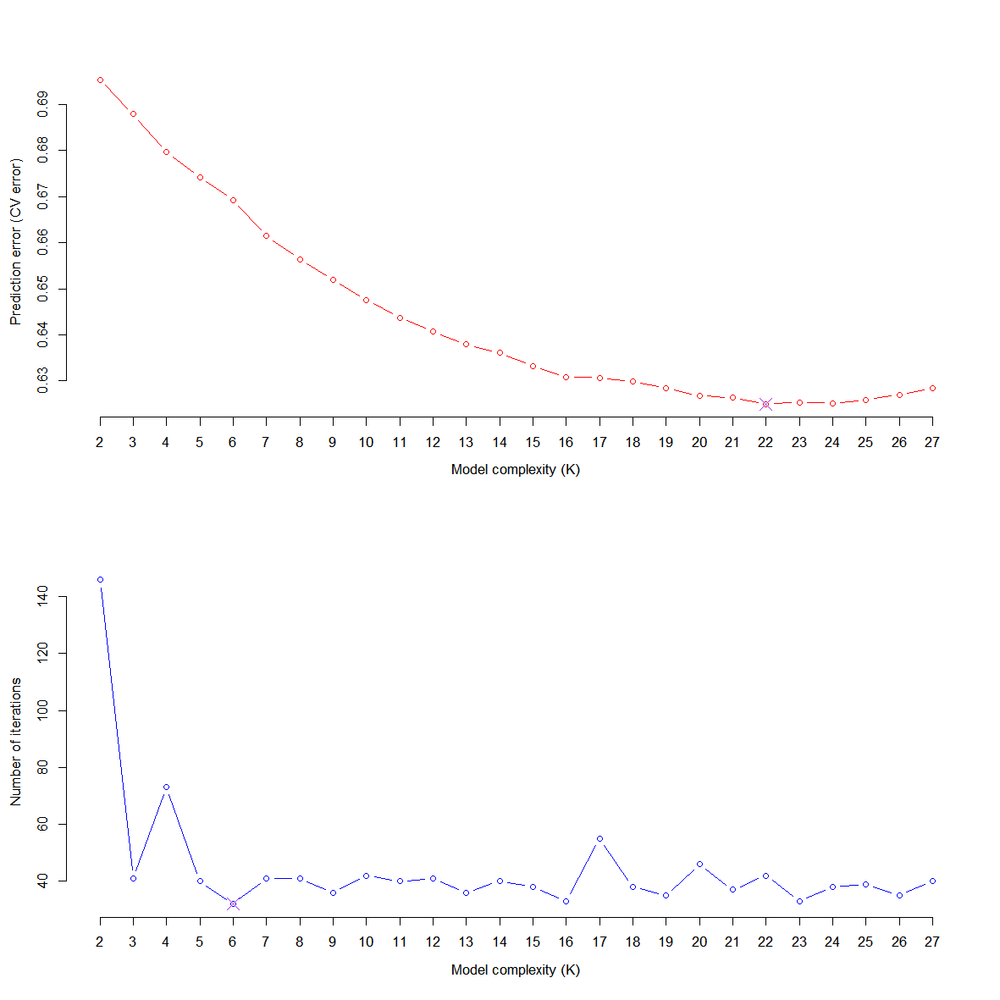 Prediction error (CV error)
0.69
0.68
0.67
0.66
0.65
0.64
0.63
2 3 4 5 6 7 8 9 10 11 12 13 14 15 16 17 18 19 20 21 22 23 24 25 26 27
Model complexity (K)
Number of iterations
140
120
100
80
60
40
2 3 4 5 6 7 8 9 10 11 12 13 14 15 16 17 18 19 20 21 22 23 24 25 26 27
Model complexity (K)